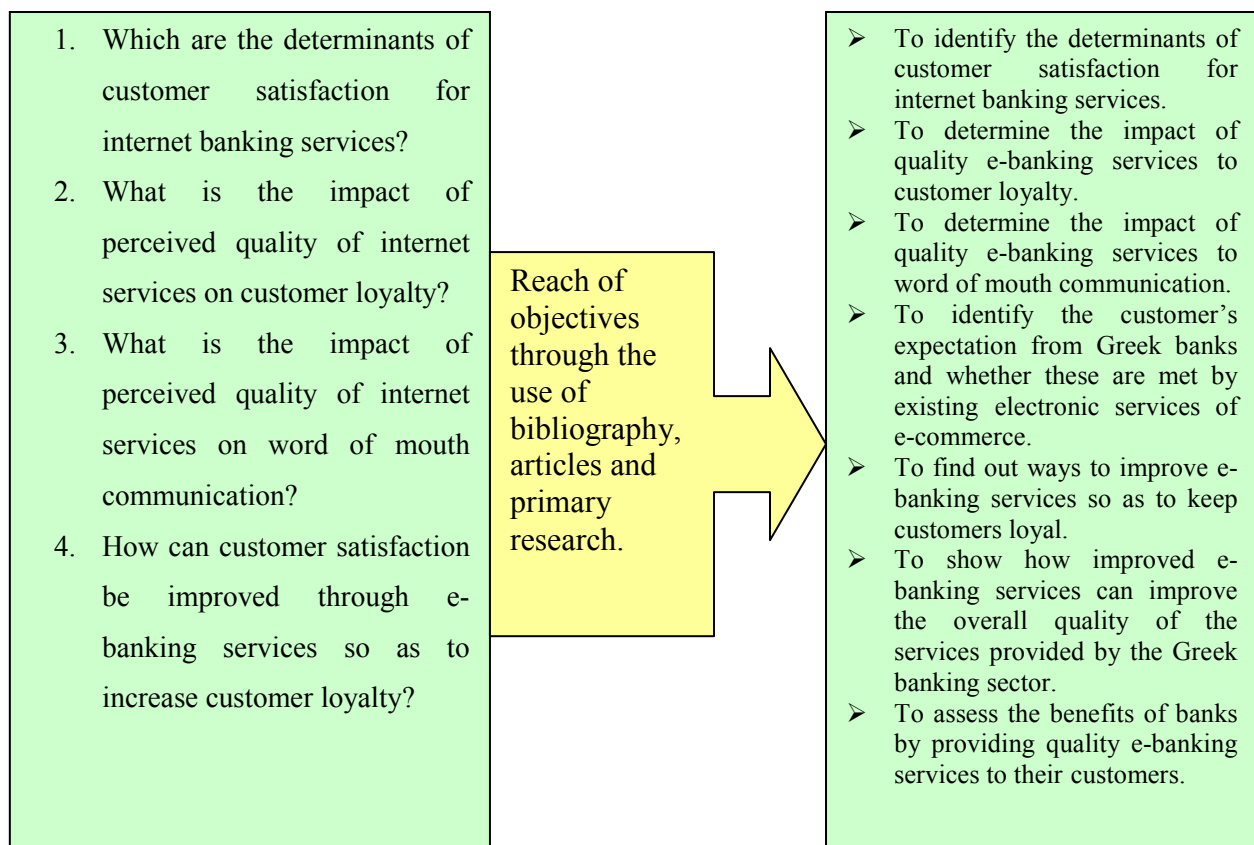 1. Which are the determinants of
customer satisfaction for
internet banking services?
2. What is the impact of
perceived quality of internet
services on customer loyalty?
3. What is the impact of
perceived quality of internet
services on word of mouth
communication?
4. How can customer satisfaction
be improved through e-
banking services so as to
increase customer loyalty?
Reach of
objectives
through the
use of
bibliography,
articles and
primary
research.
➢ To identify the determinants of
customer satisfaction for
internet banking services.
➢ To determine the impact of
quality e-banking services to
customer loyalty.
➢ To determine the impact of
quality e-banking services to
word of mouth communication.
➢ To identify the customer’s
expectation from Greek banks
and whether these are met by
existing electronic services of
e-commerce.
➢ To find out ways to improve e-
banking services so as to keep
customers loyal.
➢ To show how improved e-
banking services can improve
the overall quality of the
services provided by the Greek
banking sector.
➢ To assess the benefits of banks
by providing quality e-banking
services to their customers.